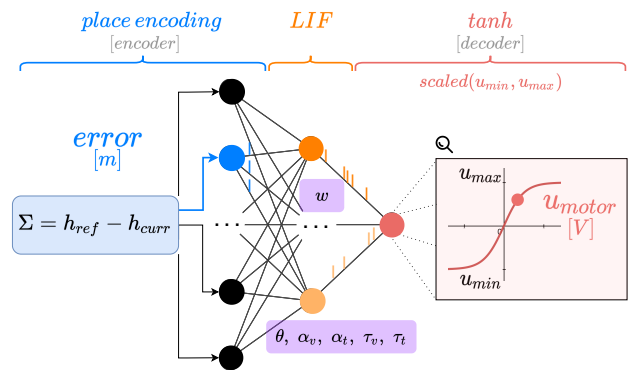 place encoding
[encoder]
LIF
tanh
[decoder]
scaled(u_min, u_max)
error
[m]
Σ = h_ref − h_curr
w
...
...
θ, α_v, α_t, τ_v, τ_t
u_max
u_motor
[V]
0
u_min